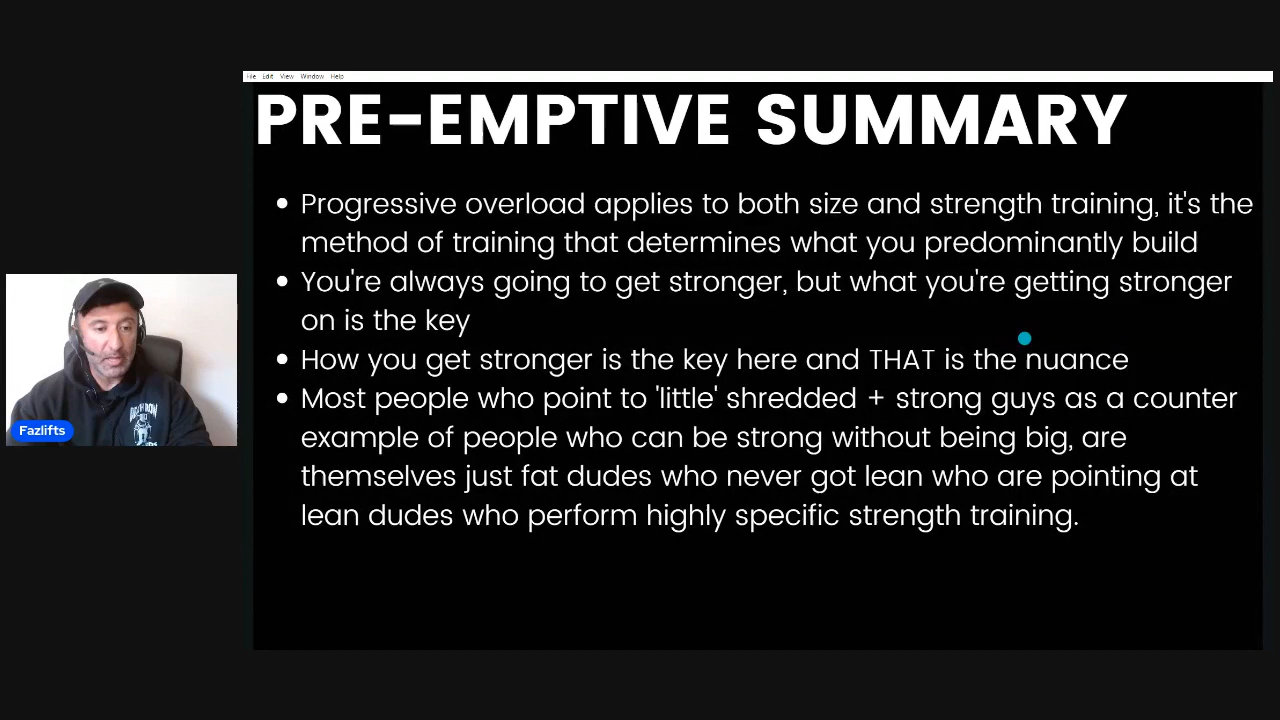 File Edit View Window Help
PRE-EMPTIVE SUMMARY
Progressive overload applies to both size and strength training, it's the
method of training that determines what you predominantly build
You're always going to get stronger, but what you're getting stronger
on is the key
How you get stronger is the key here and THAT is the nuance
Most people who point to 'little' shredded + strong guys as a counter
example of people who can be strong without being big, are
themselves just fat dudes who never got lean who are pointing at
lean dudes who perform highly specific strength training.
Fazlifts